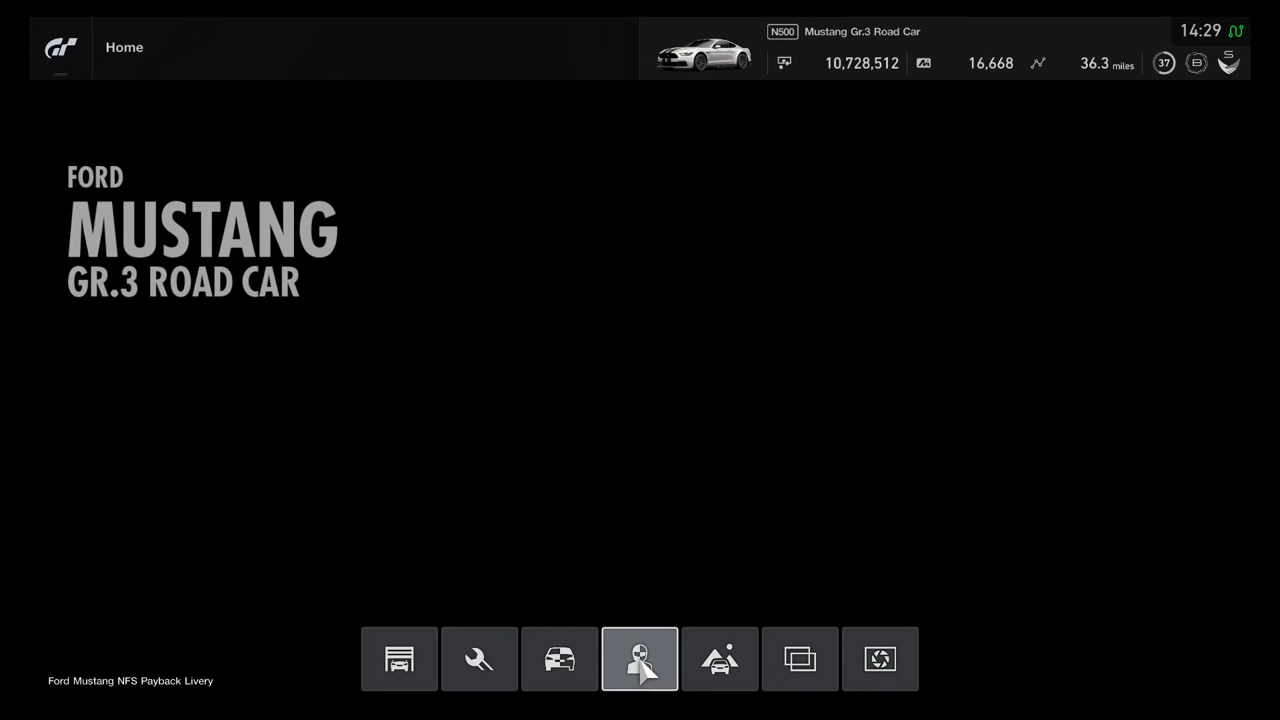 Home
N500 Mustang Gr.3 Road Car
14:29
10,728,512 16,668 36.3 miles 37 B S
FORD
MUSTANG
GR.3 ROAD CAR
Ford Mustang NFS Payback Livery